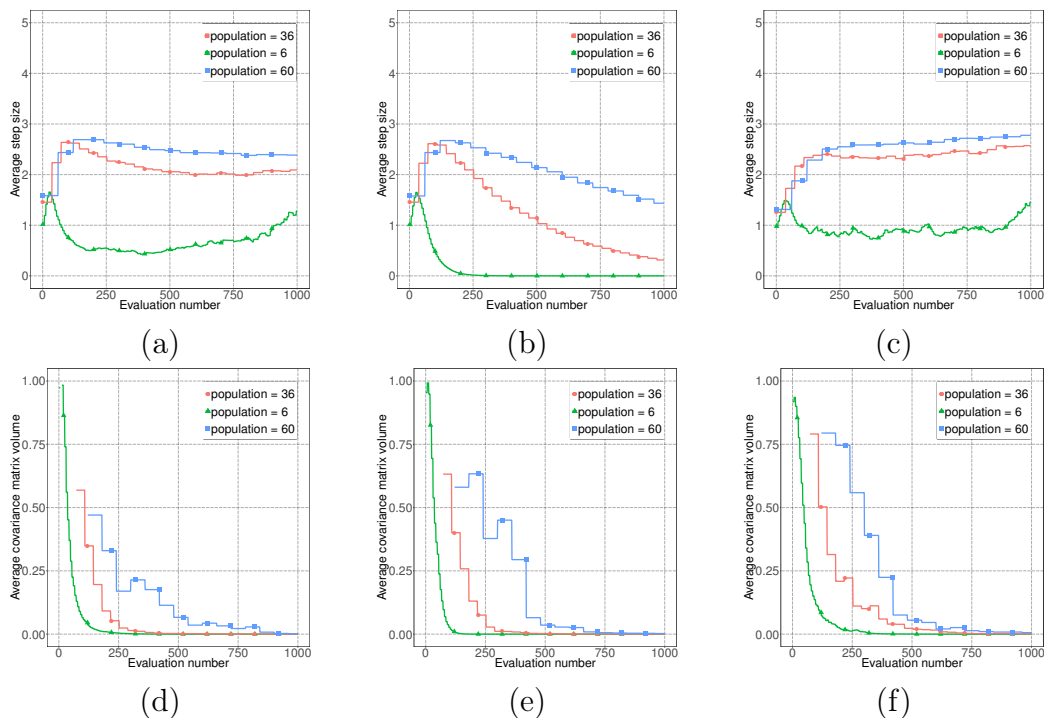 population = 36
population = 6
population = 60
Average step size
5
4
3
2
1
0
0
250
500
750
1000
Evaluation number
(a)
population = 36
population = 6
population = 60
Average step size
5
4
3
2
1
0
0
250
500
750
1000
Evaluation number
(b)
population = 36
population = 6
population = 60
Average step size
5
4
3
2
1
0
0
250
500
750
1000
Evaluation number
(c)
population = 36
population = 6
population = 60
Average covariance matrix volume
1.00
0.75
0.50
0.25
0.00
0
250
500
750
1000
Evaluation number
(d)
population = 36
population = 6
population = 60
Average covariance matrix volume
1.00
0.75
0.50
0.25
0.00
0
250
500
750
1000
Evaluation number
(e)
population = 36
population = 6
population = 60
Average covariance matrix volume
1.00
0.75
0.50
0.25
0.00
0
250
500
750
1000
Evaluation number
(f)